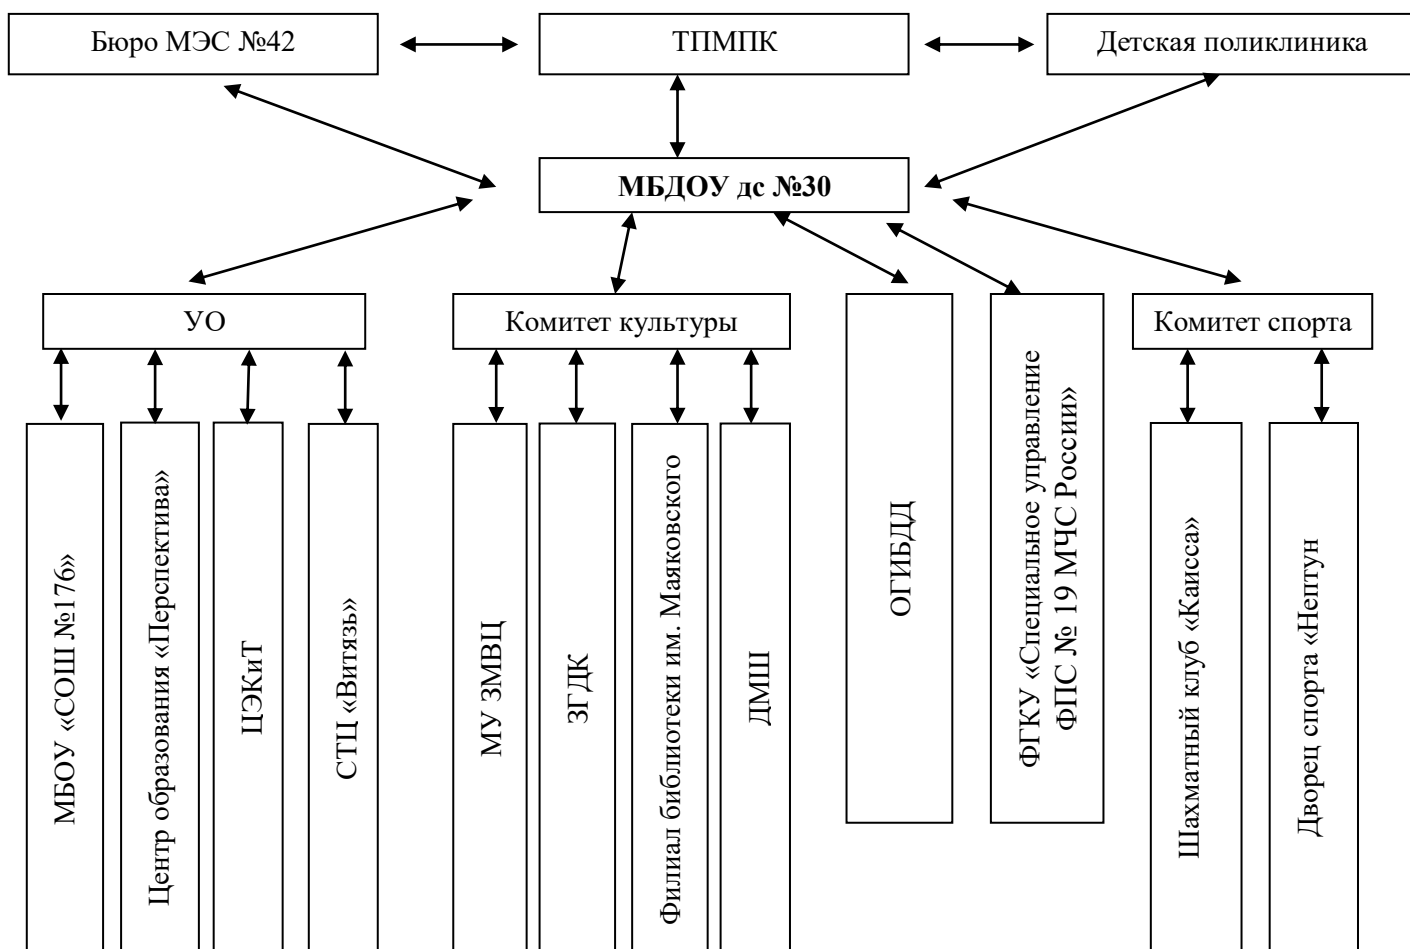 Бюро МЭС №42
ТПМПК
Детская поликлиника
МБДОУ дс №30
УО
Комитет культуры
Комитет спорта
МБОУ «СОШ №176»
Центр образования «Перспектива»
ЦЭКиТ
СТЦ «Витязь»
МУ ЗМВЦ
ЗГДК
Филиал библиотеки им. Маяковского
ДМШ
ОГИБДД
ФГКУ «Специальное управление
ФПС № 19 МЧС России»
Шахматный клуб «Каисса»
Дворец спорта «Нептун